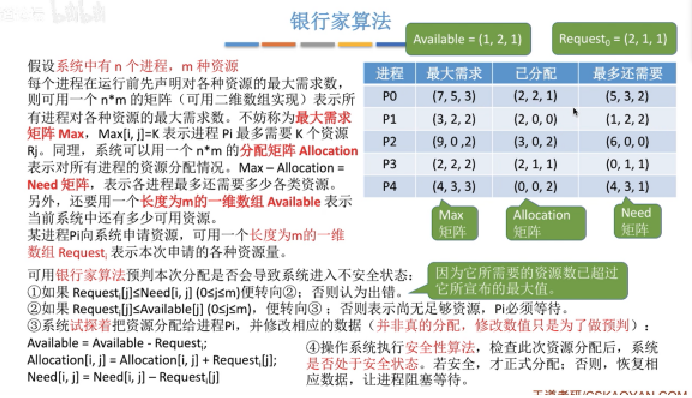 银行家算法
Available = (1, 2, 1)
Request₀ = (2, 1, 1)
假设系统中有 n 个进程，m 种资源
每个进程在运行前先声明对各种资源的最大需求数，
则可用一个 n*m 的矩阵（可用二维数组实现）表示所
有进程对各种资源的最大需求数。不妨称为最大需求
矩阵 Max，Max[i, j]=K 表示进程 Pi 最多需要 K 个资源
Rj。同理，系统可以用一个 n*m 的分配矩阵 Allocation
表示对所有进程的资源分配情况。Max – Allocation =
Need 矩阵，表示各进程最多还需要多少各类资源。
另外，还要用一个长度为m的一维数组 Available 表示
当前系统中还有多少可用资源。
某进程Pi向系统申请资源，可用一个长度为m的一维
数组 Requestᵢ 表示本次申请的各种资源量。
进程 最大需求 已分配 最多还需要
P0 (7, 5, 3) (2, 2, 1) (5, 3, 2)
P1 (3, 2, 2) (2, 0, 0) (1, 2, 2)
P2 (9, 0 ,2) (3, 0, 2) (6, 0, 0)
P3 (2, 2, 2) (2, 1, 1) (0, 1, 1)
P4 (4, 3, 3) (0, 0, 2) (4, 3, 1)
Max
矩阵
Allocation
矩阵
Need
矩阵
可用银行家算法预判本次分配是否会导致系统进入不安全状态：
①如果 Requestᵢ[j]≤Need[i, j] (0≤j≤m)便转向②；否则认为出错。
因为它所需要的资源数已超过
它所宣布的最大值。
②如果 Requestᵢ[j]≤Available[j] (0≤j≤m)，便转向③ ；否则表示尚无足够资源，Pi必须等待。
③系统试探着把资源分配给进程Pi，并修改相应的数据（并非真的分配，修改数值只是为了做预判）：
Available = Available - Requestᵢ;
Allocation[i, j] = Allocation[i, j] + Requestᵢ[j];
Need[i, j] = Need[i, j] – Requestᵢ[j]
④操作系统执行安全性算法，检查此次资源分配后，系统
是否处于安全状态。若安全，才正式分配；否则，恢复相
应数据，让进程阻塞等待。